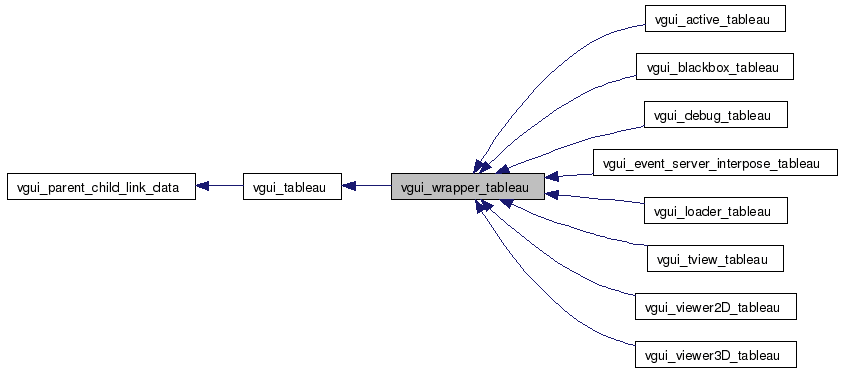 vgui_parent_child_link_data
vgui_tableau
vgui_wrapper_tableau
vgui_active_tableau
vgui_blackbox_tableau
vgui_debug_tableau
vgui_event_server_interpose_tableau
vgui_loader_tableau
vgui_tview_tableau
vgui_viewer2D_tableau
vgui_viewer3D_tableau